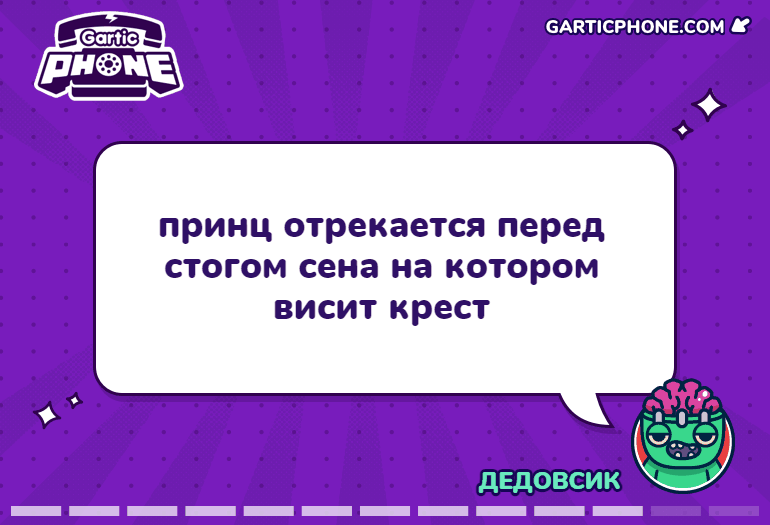 Gartic
PHONE
GARTICPHONE.COM
принц отрекается перед
стогом сена на котором
висит крест
ДЕДОВСИК